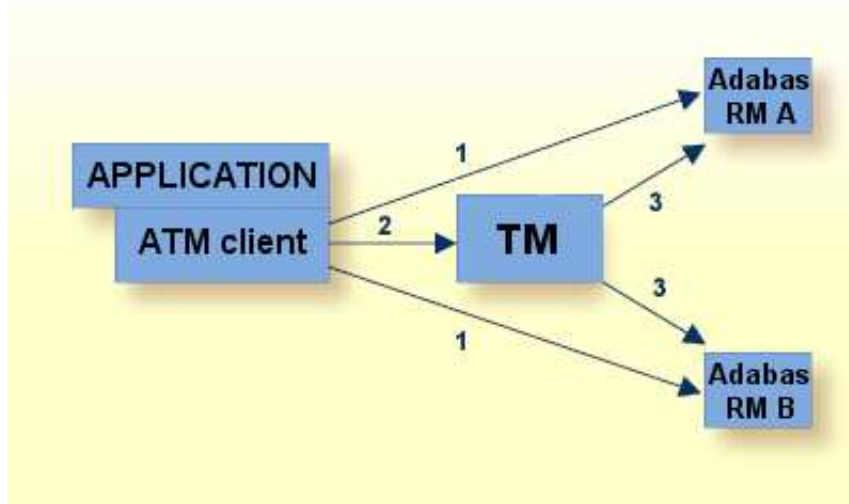 Adabas
RM A
1
APPLICATION
3
2
ATM client
TM
3
1
Adabas
RM B